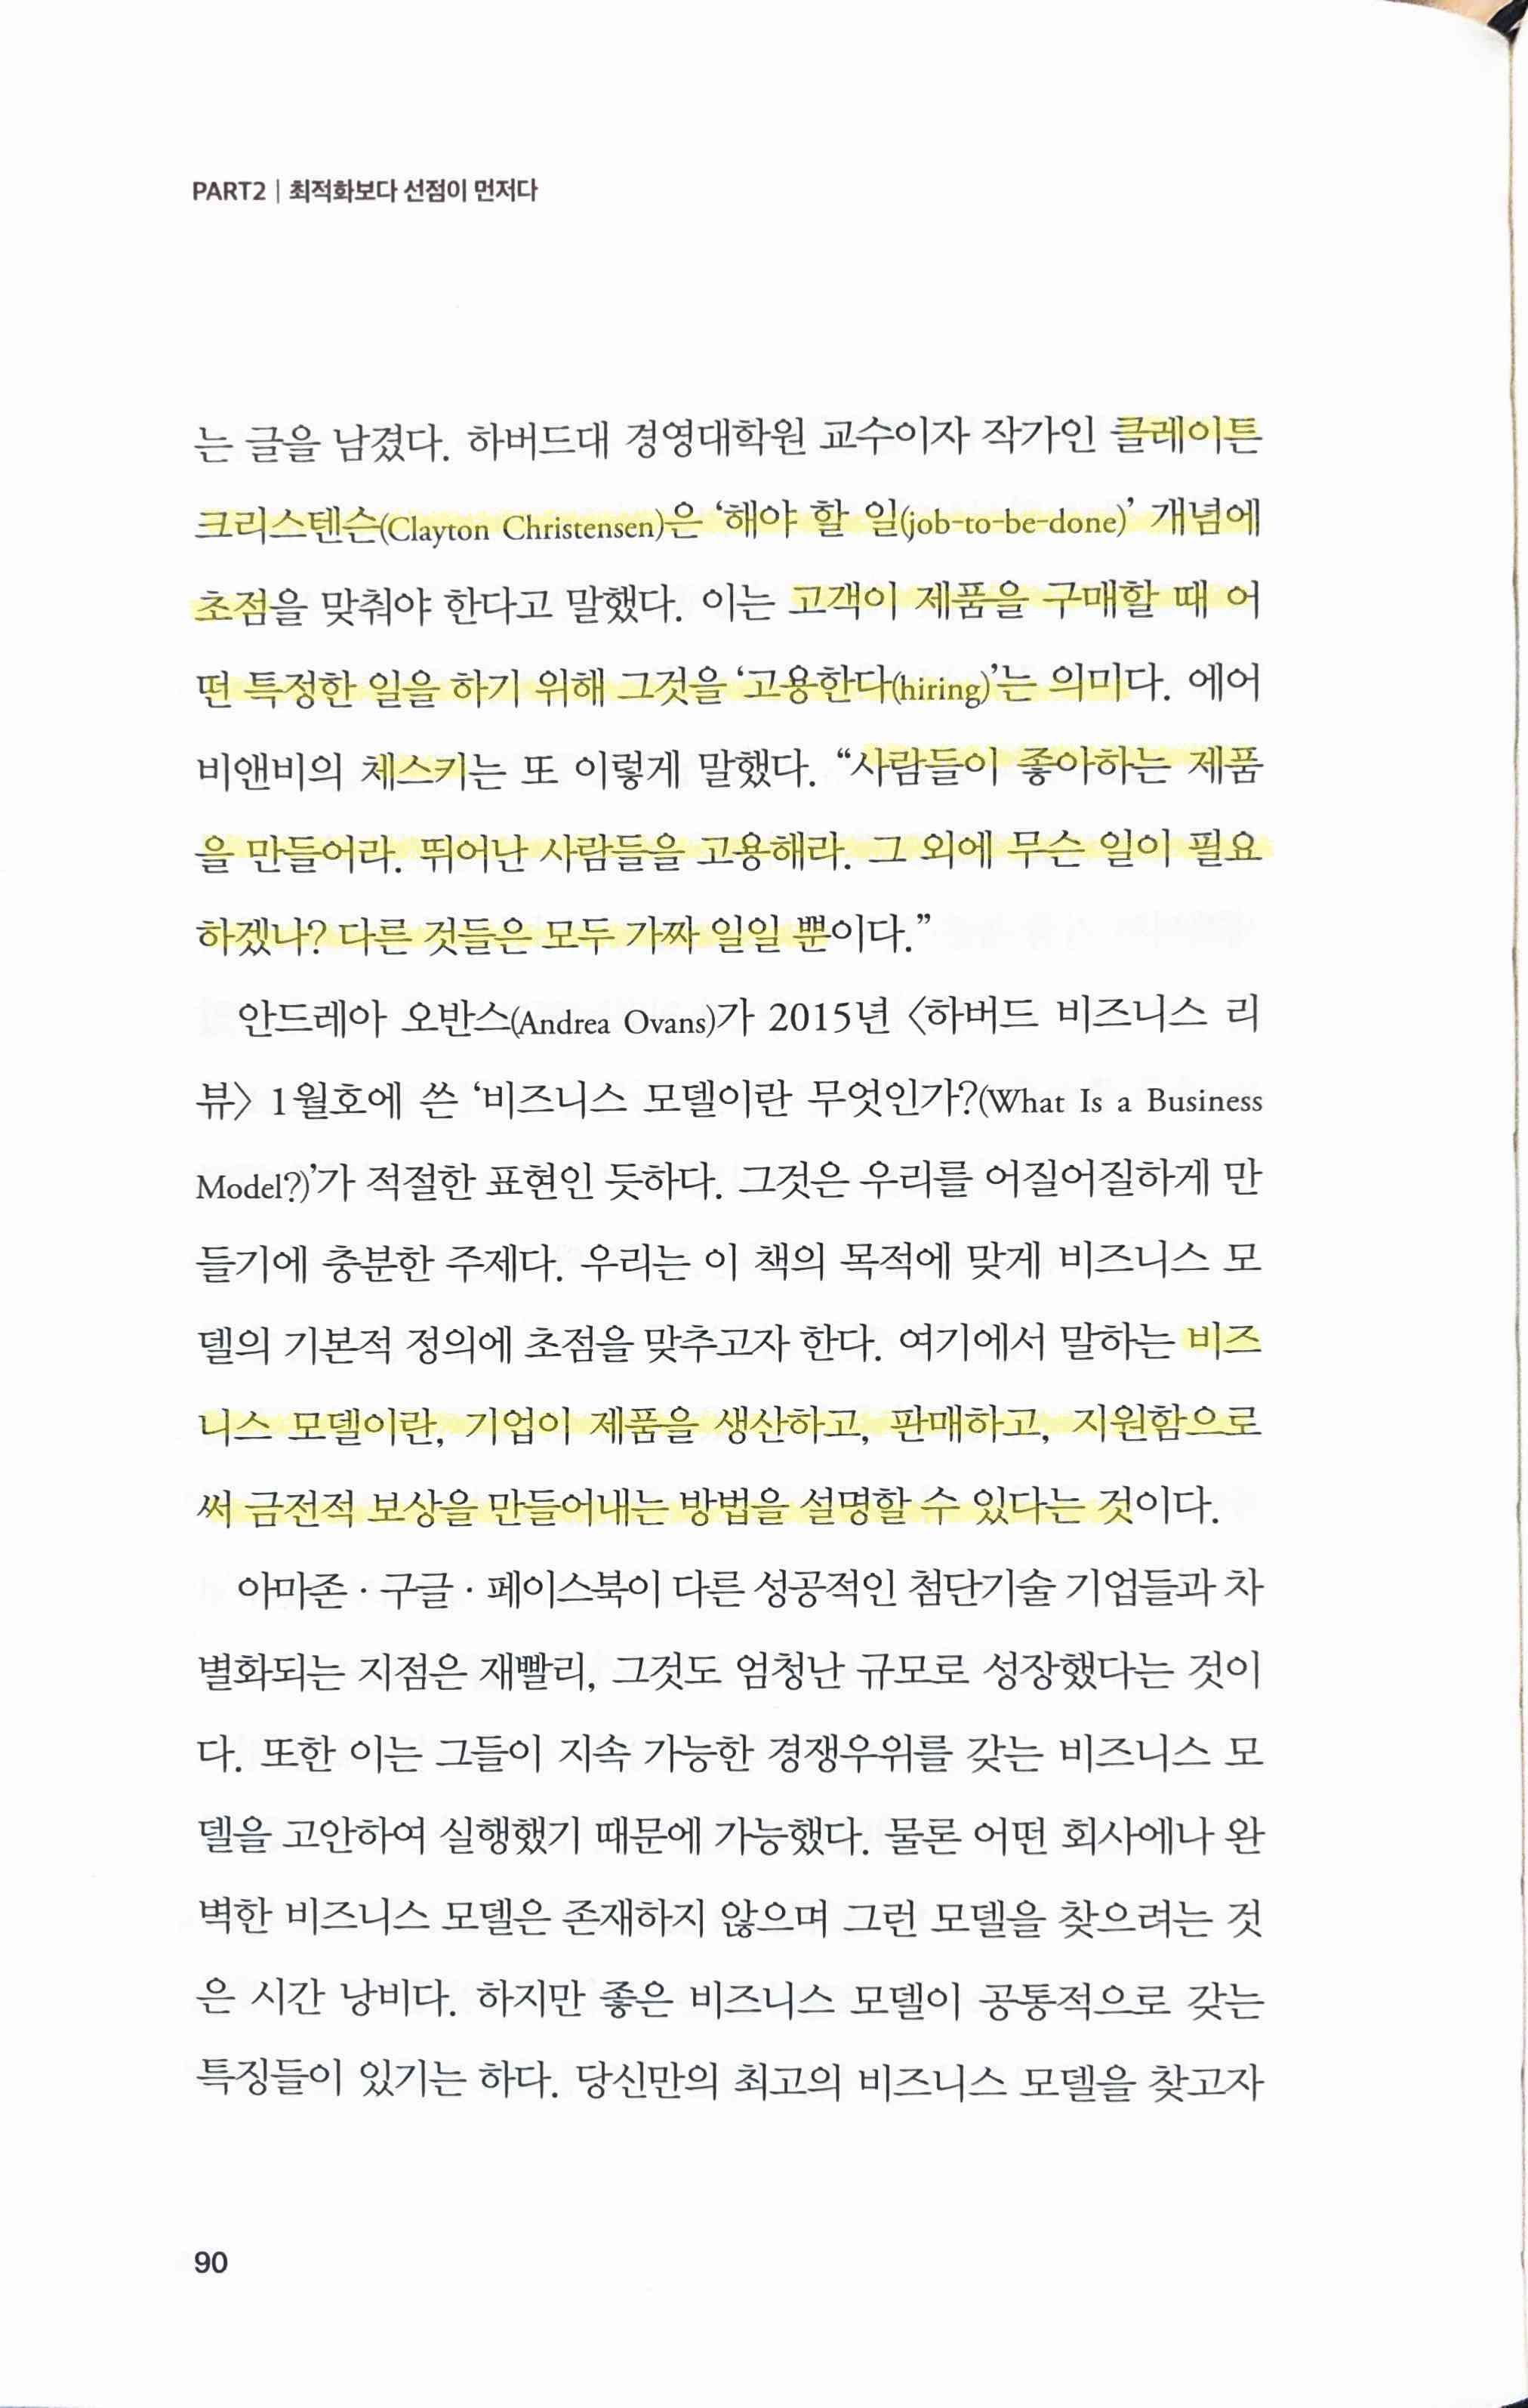 PART2 | 최적화보다 선점이 먼저다
는 글을 남겼다. 하버드대 경영대학원 교수이자 작가인 클레이튼
크리스텐슨(Clayton Christensen)은 ‘해야 할 일(job-to-be-done)’ 개념에
초점을 맞춰야 한다고 말했다. 이는 고객이 제품을 구매할 때 어
떤 특정한 일을 하기 위해 그것을 ‘고용한다(hiring)’는 의미다. 에어
비앤비의 체스키는 또 이렇게 말했다. “사람들이 좋아하는 제품
을 만들어라. 뛰어난 사람들을 고용해라. 그 외에 무슨 일이 필요
하겠나? 다른 것들은 모두 가짜 일일 뿐이다.”
안드레아 오반스(Andrea Ovans)가 2015년 〈하버드 비즈니스 리
뷰〉 1월호에 쓴 ‘비즈니스 모델이란 무엇인가?(What Is a Business
Model?)’가 적절한 표현인 듯하다. 그것은 우리를 어질어질하게 만
들기에 충분한 주제다. 우리는 이 책의 목적에 맞게 비즈니스 모
델의 기본적 정의에 초점을 맞추고자 한다. 여기에서 말하는 비즈
니스 모델이란, 기업이 제품을 생산하고, 판매하고, 지원함으로
써 금전적 보상을 만들어내는 방법을 설명할 수 있다는 것이다.
아마존 · 구글 · 페이스북이 다른 성공적인 첨단기술 기업들과 차
별화되는 지점은 재빨리, 그것도 엄청난 규모로 성장했다는 것이
다. 또한 이는 그들이 지속 가능한 경쟁우위를 갖는 비즈니스 모
델을 고안하여 실행했기 때문에 가능했다. 물론 어떤 회사에나 완
벽한 비즈니스 모델은 존재하지 않으며 그런 모델을 찾으려는 것
은 시간 낭비다. 하지만 좋은 비즈니스 모델이 공통적으로 갖는
특징들이 있기는 하다. 당신만의 최고의 비즈니스 모델을 찾고자
90